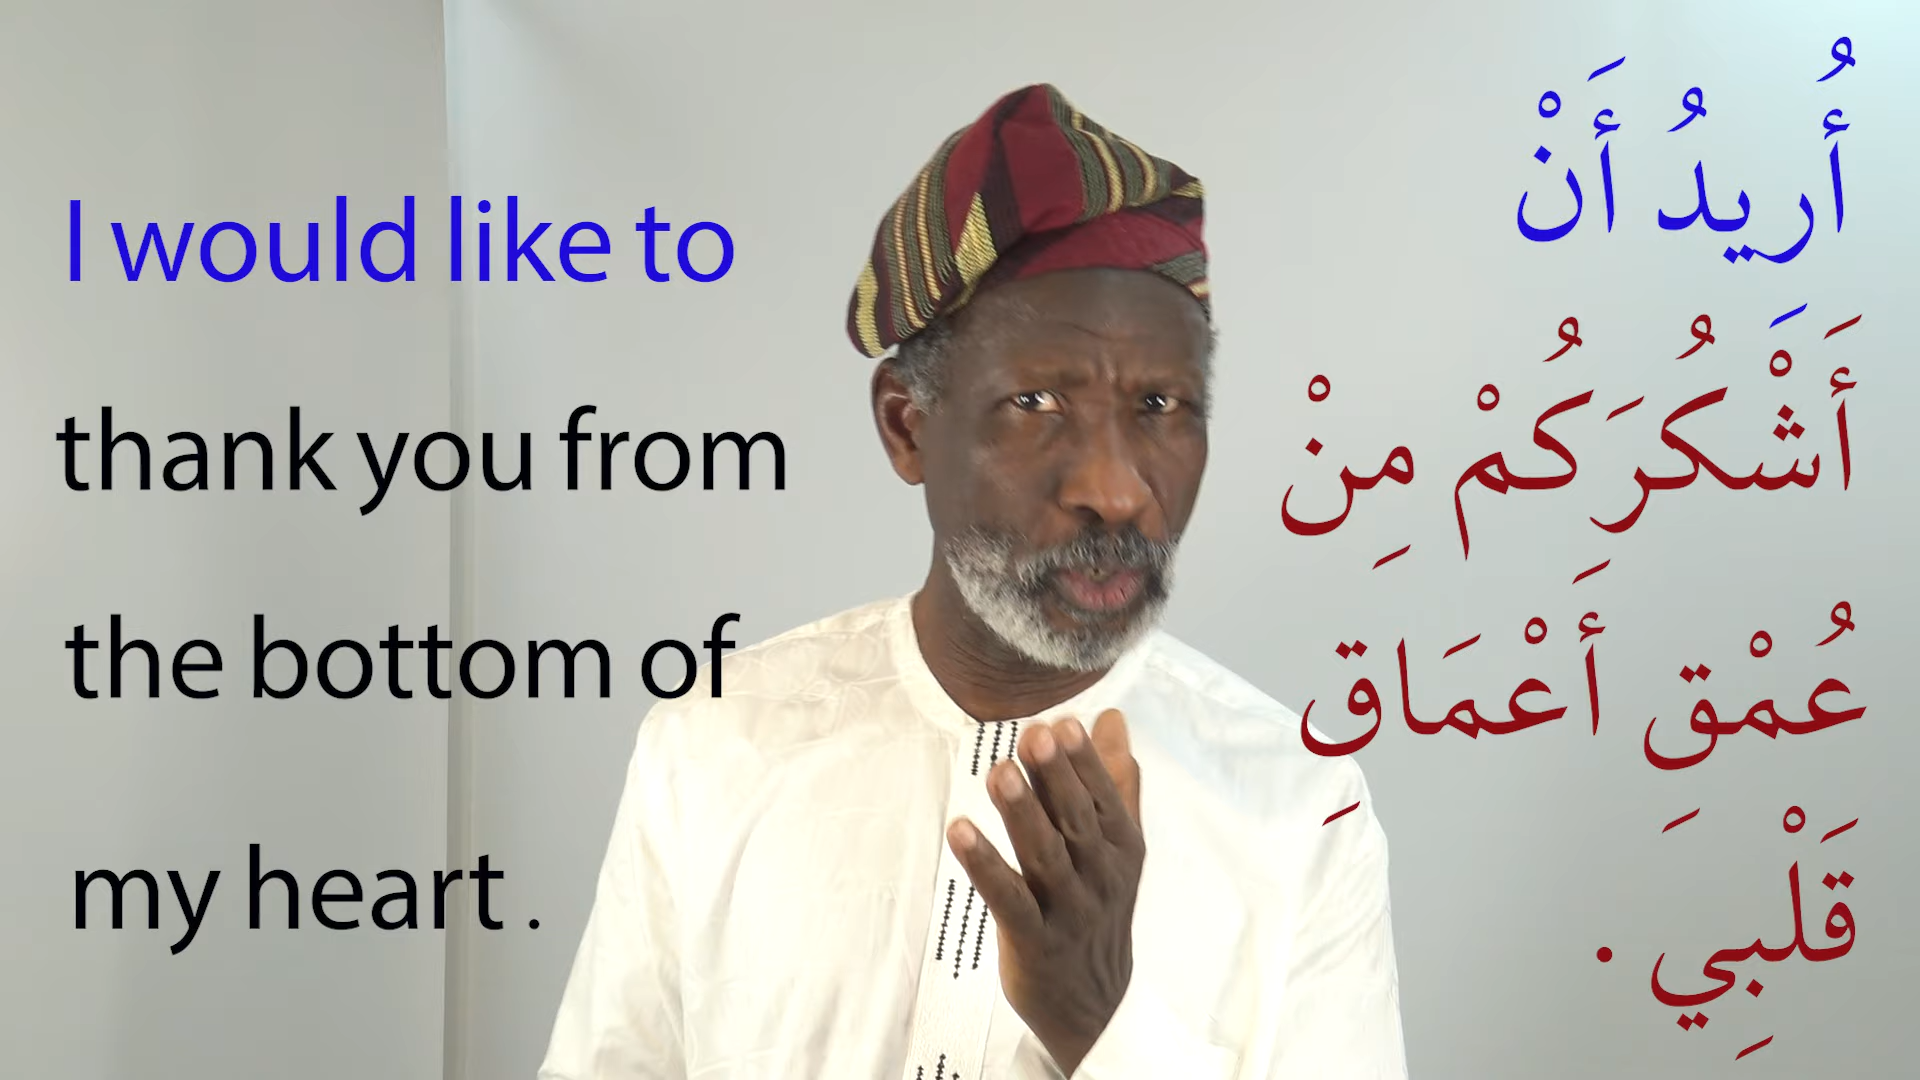 I would like to
thank you from
the bottom of
my heart .
أُرِيدُ أَنْ
أَشْكُرَكُمْ مِنْ
عُمْقِ أَعْمَاقِ
قَلْبِي .